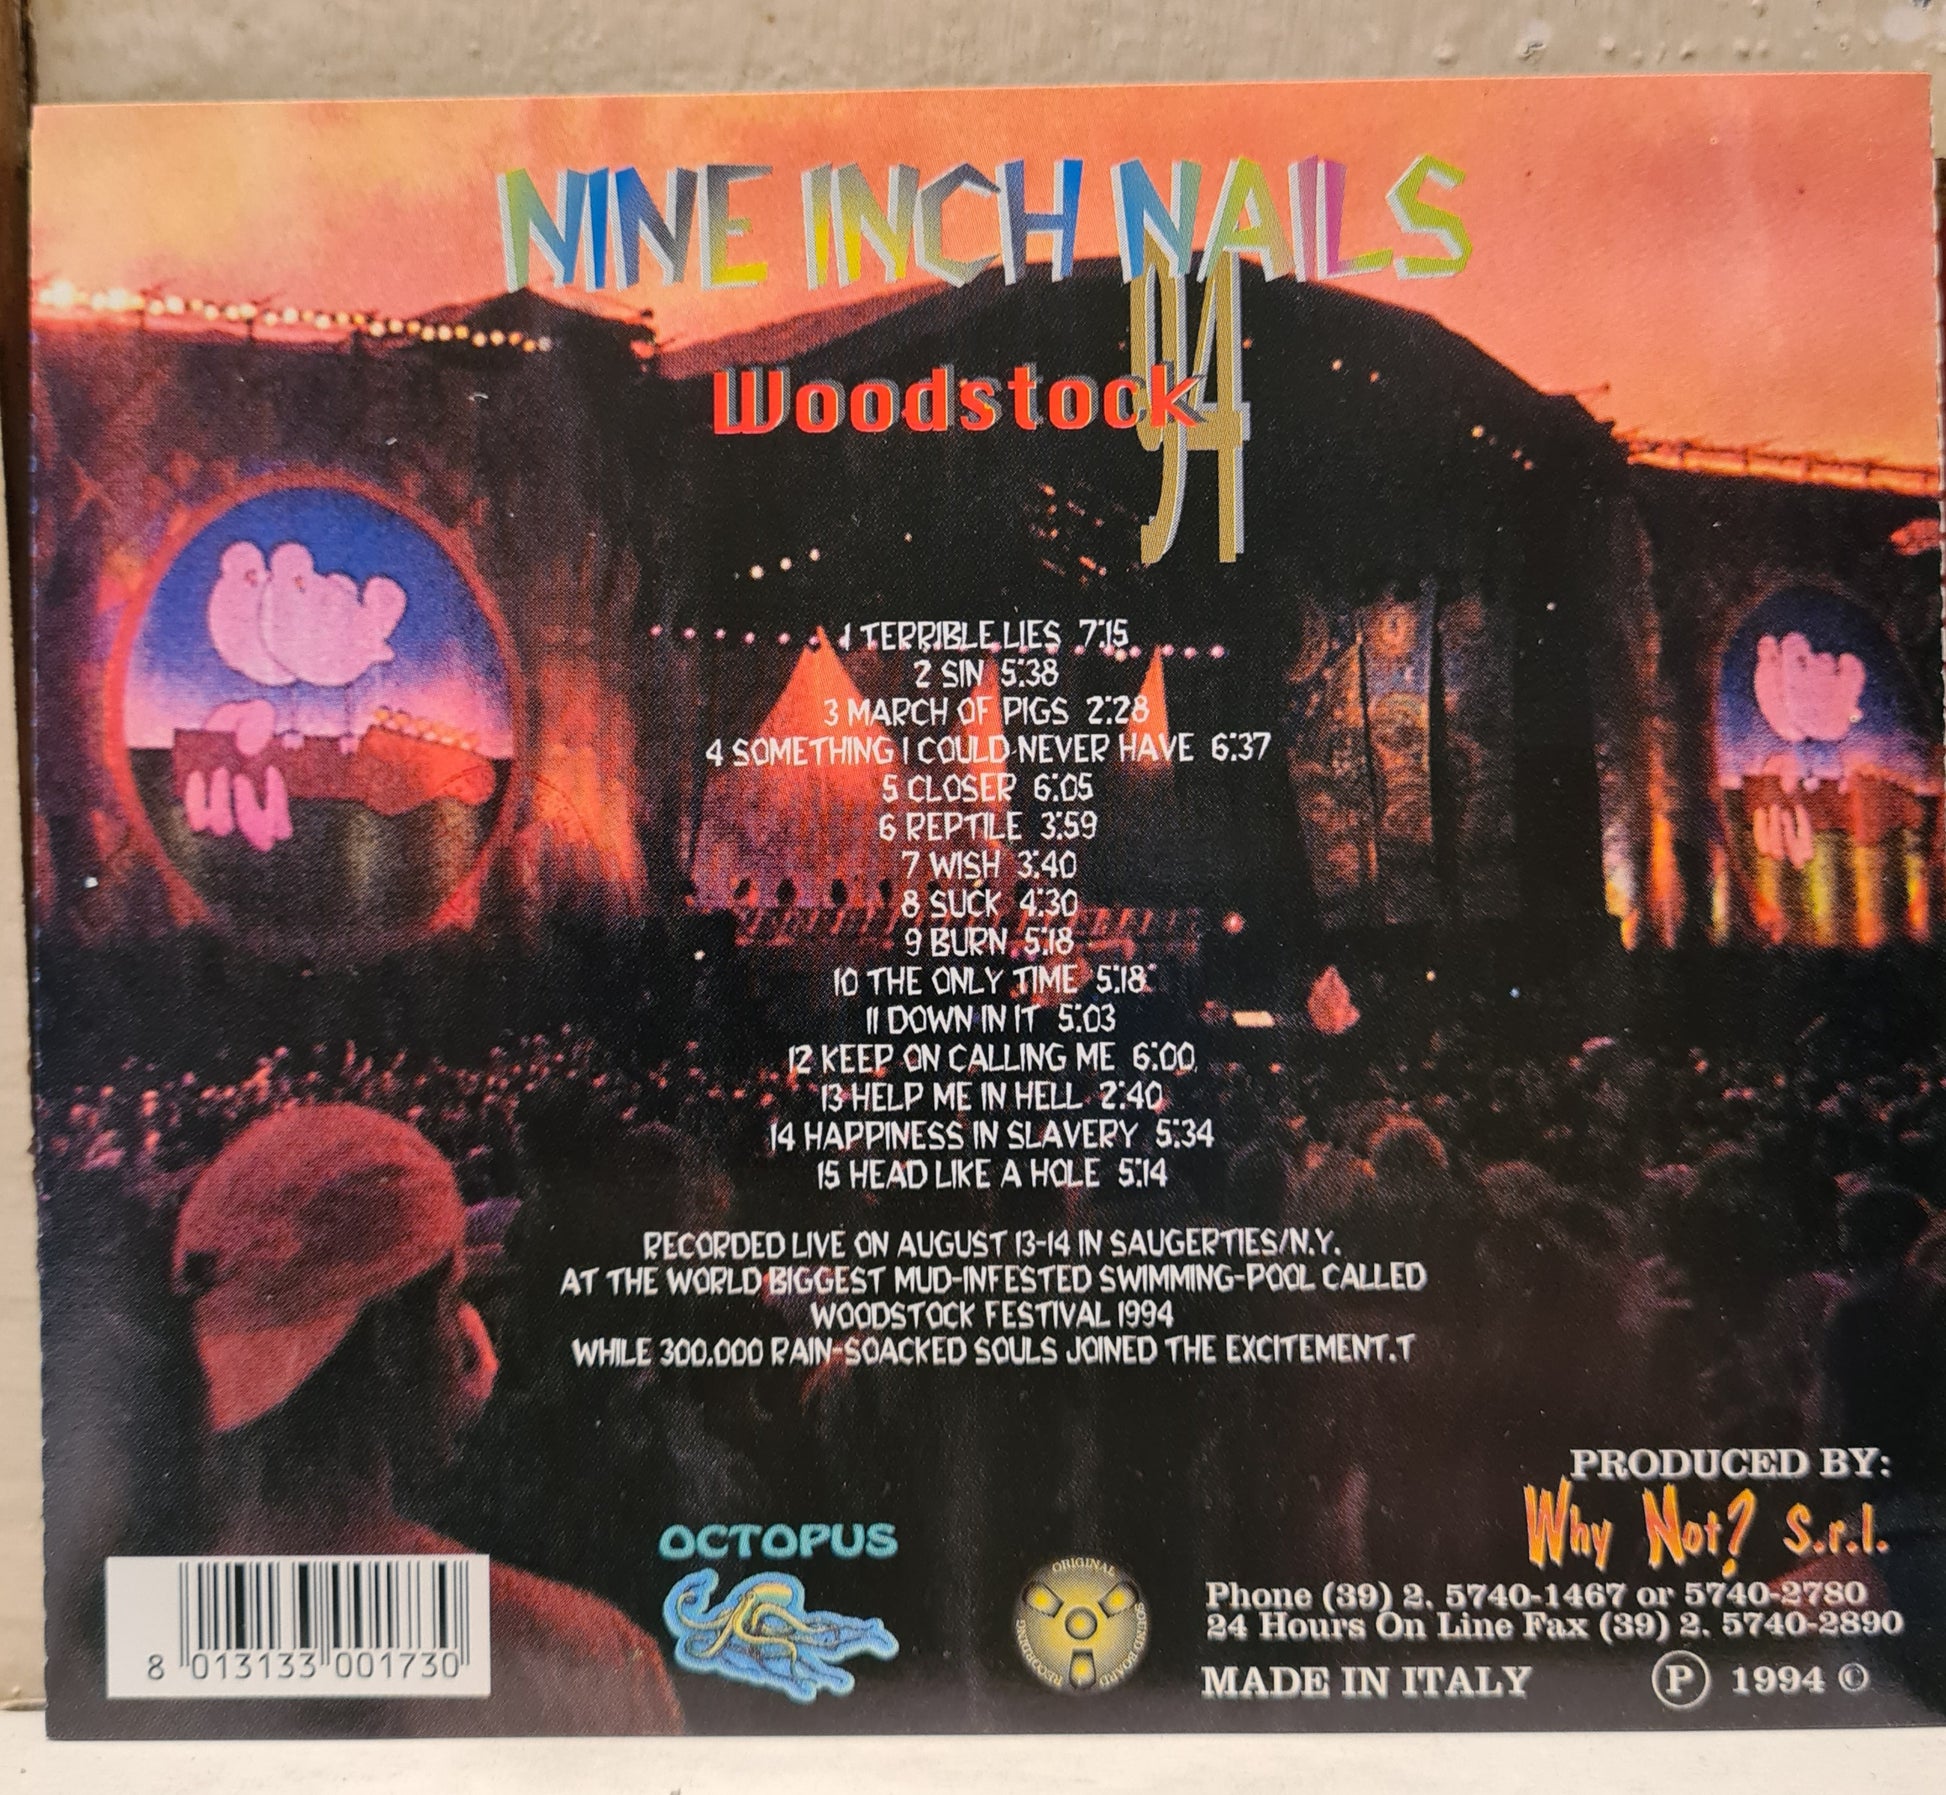 NINE INCH NAILS
Woodstock 94
1 TERRIBLE LIES 7:15
2 SIN 5:38
3 MARCH OF PIGS 2:28
4 SOMETHING I COULD NEVER HAVE 6:37
5 CLOSER 6:05
6 REPTILE 3:59
7 WISH 3:40
8 SUCK 4:30
9 BURN 5:18
10 THE ONLY TIME 5:18
11 DOWN IN IT 5:03
12 KEEP ON CALLING ME 6:00
13 HELP ME IN HELL 2:40
14 HAPPINESS IN SLAVERY 5:34
15 HEAD LIKE A HOLE 5:14
RECORDED LIVE ON AUGUST 13-14 IN SAUGERTIES/N.Y.
AT THE WORLD BIGGEST MUD-INFESTED SWIMMING-POOL CALLED
WOODSTOCK FESTIVAL 1994
WHILE 300.000 RAIN-SOACKED SOULS JOINED THE EXCITEMENT.T
PRODUCED BY:
Why Not? S.r.l.
Phone (39) 2. 5740-1467 or 5740-2780
24 Hours On Line Fax (39) 2. 5740-2890
MADE IN ITALY
P 1994 ©
OCTOPUS
ORIGINAL SOUND BOARD RECORDING
8 013133 001730